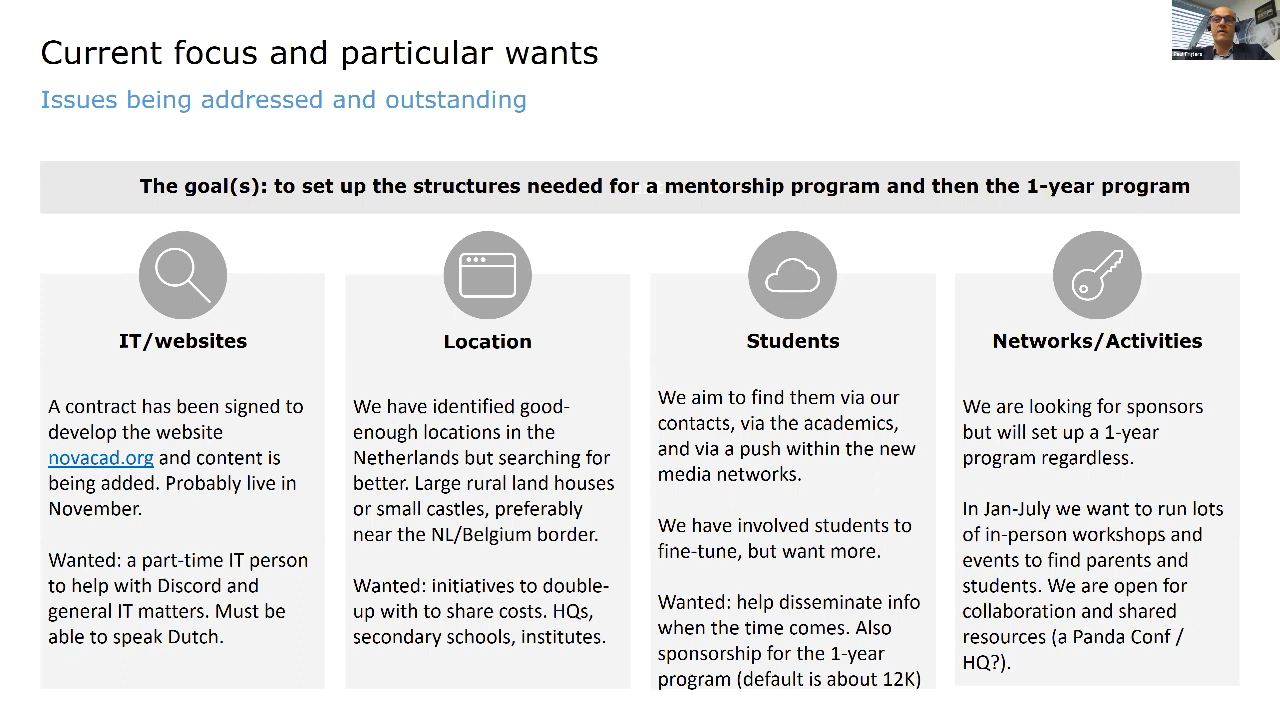 Current focus and particular wants
Issues being addressed and outstanding
The goal(s): to set up the structures needed for a mentorship program and then the 1-year program
IT/websites
A contract has been signed to
develop the website
novacad.org and content is
being added. Probably live in
November.
Wanted: a part-time IT person
to help with Discord and
general IT matters. Must be
able to speak Dutch.
Location
We have identified good-
enough locations in the
Netherlands but searching for
better. Large rural land houses
or small castles, preferably
near the NL/Belgium border.
Wanted: initiatives to double-
up with to share costs. HQs,
secondary schools, institutes.
Students
We aim to find them via our
contacts, via the academics,
and via a push within the new
media networks.
We have involved students to
fine-tune, but want more.
Wanted: help disseminate info
when the time comes. Also
sponsorship for the 1-year
program (default is about 12K)
Networks/Activities
We are looking for sponsors
but will set up a 1-year
program regardless.
In Jan-July we want to run lots
of in-person workshops and
events to find parents and
students. We are open for
collaboration and shared
resources (a Panda Conf /
HQ?).